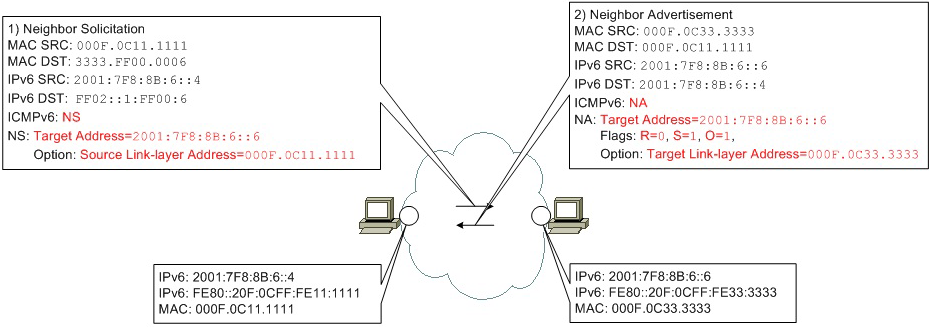 1) Neighbor Solicitation
MAC SRC: 000F.0C11.1111
MAC DST: 3333.FF00.0006
IPv6 SRC: 2001:7F8:8B:6::4
IPv6 DST: FF02::1:FF00:6
ICMPv6: NS
NS: Target Address=2001:7F8:8B:6::6
Option: Source Link-layer Address=000F.0C11.1111
2) Neighbor Advertisement
MAC SRC: 000F.0C33.3333
MAC DST: 000F.0C11.1111
IPv6 SRC: 2001:7F8:8B:6::6
IPv6 DST: 2001:7F8:8B:6::4
ICMPv6: NA
NA: Target Address=2001:7F8:8B:6::6
Flags: R=0, S=1, O=1,
Option: Target Link-layer Address=000F.0C33.3333
IPv6: 2001:7F8:8B:6::4
IPv6: FE80::20F:0CFF:FE11:1111
MAC: 000F.0C11.1111
IPv6: 2001:7F8:8B:6::6
IPv6: FE80::20F:0CFF:FE33:3333
MAC: 000F.0C33.3333